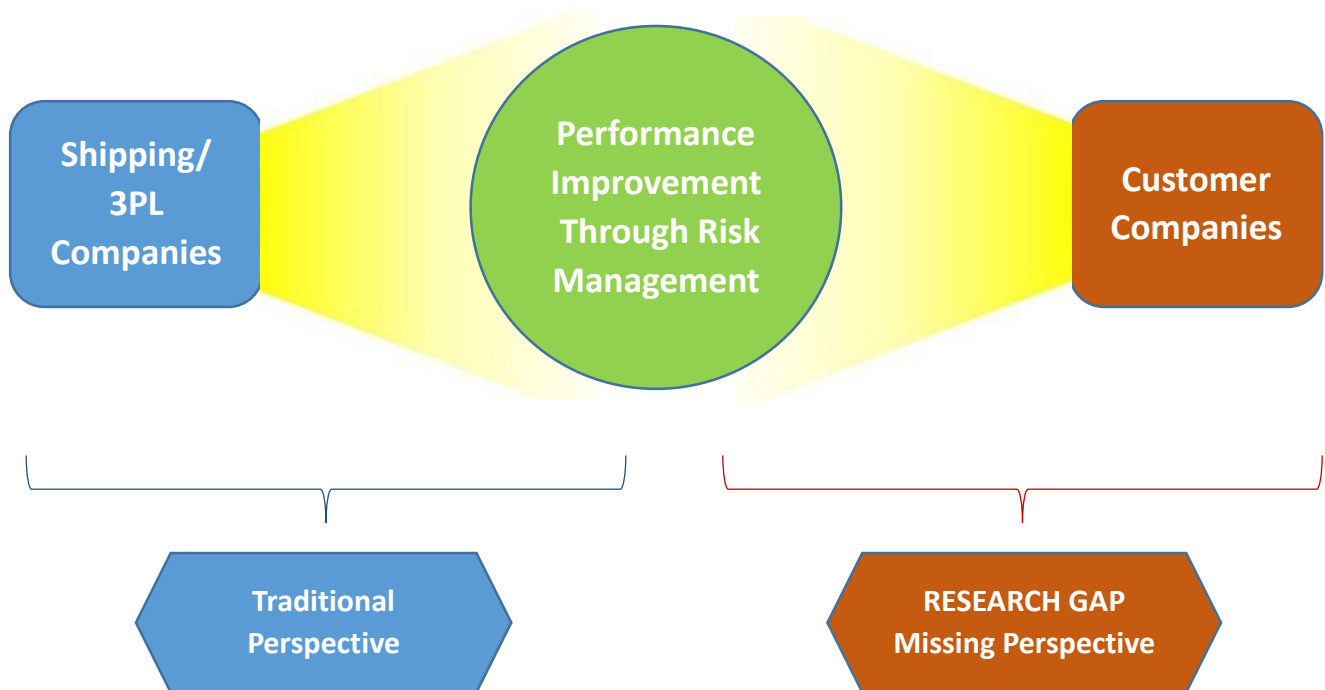 Shipping/
3PL
Companies
Performance
Improvement
Through Risk
Management
Customer
Companies
Traditional
Perspective
RESEARCH GAP
Missing Perspective